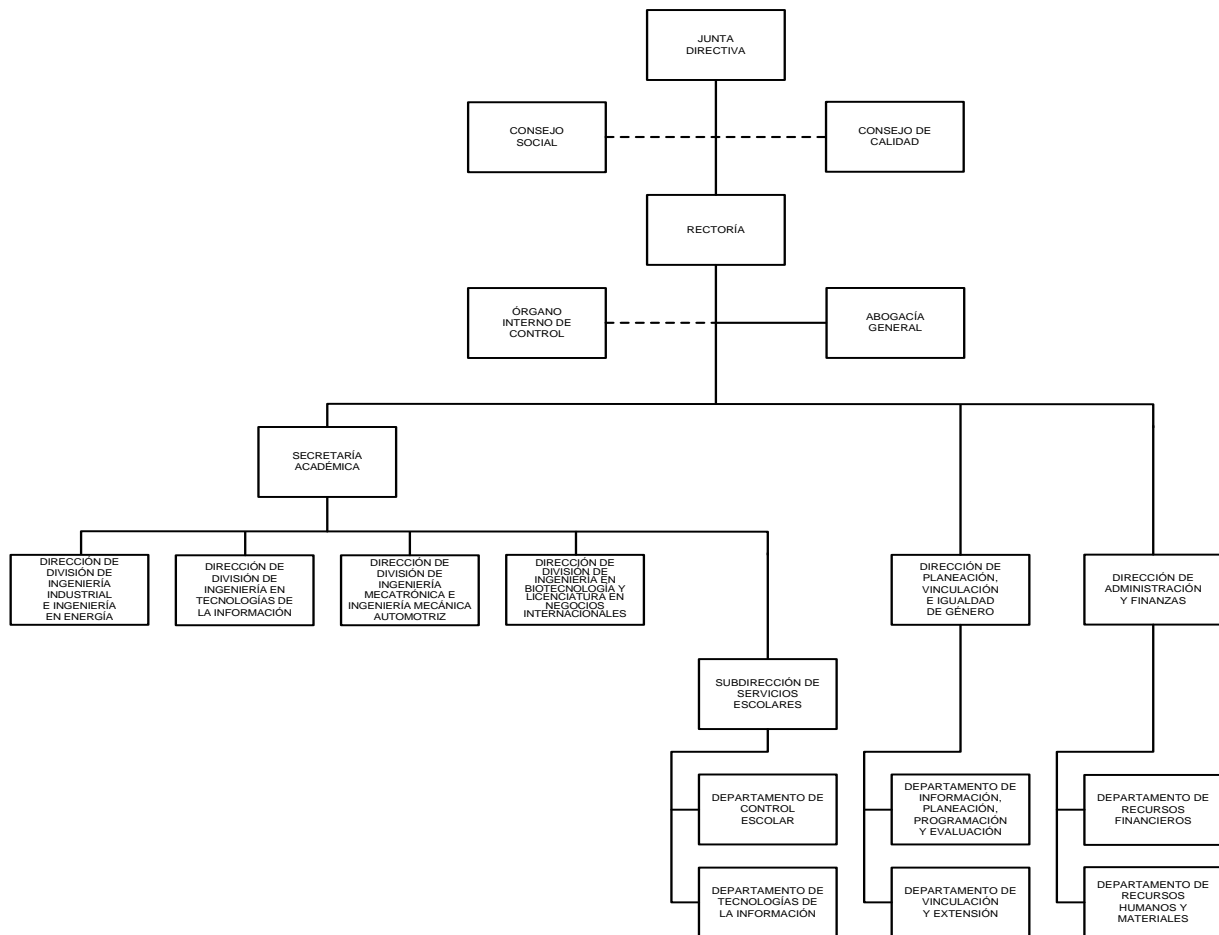 JUNTA
DIRECTIVA
CONSEJO
SOCIAL
CONSEJO DE
CALIDAD
RECTORÍA
ÓRGANO
INTERNO DE
CONTROL
ABOGACÍA
GENERAL
SECRETARÍA
ACADÉMICA
DIRECCIÓN DE
DIVISIÓN DE
INGENIERÍA
INDUSTRIAL
E INGENIERÍA
EN ENERGÍA
DIRECCIÓN DE
DIVISIÓN DE
INGENIERÍA EN
TECNOLOGÍAS DE
LA INFORMACIÓN
DIRECCIÓN DE
DIVISIÓN DE
INGENIERÍA
MECATRÓNICA E
INGENIERÍA MECÁNICA
AUTOMOTRIZ
DIRECCIÓN DE
DIVISIÓN DE
INGENIERÍA EN
BIOTECNOLOGÍA Y
LICENCIATURA EN
NEGOCIOS
INTERNACIONALES
DIRECCIÓN DE
PLANEACIÓN,
VINCULACIÓN
E IGUALDAD
DE GÉNERO
DIRECCIÓN DE
ADMINISTRACIÓN
Y FINANZAS
SUBDIRECCIÓN DE
SERVICIOS
ESCOLARES
DEPARTAMENTO DE
CONTROL
ESCOLAR
DEPARTAMENTO DE
INFORMACIÓN,
PLANEACIÓN,
PROGRAMACIÓN
Y EVALUACIÓN
DEPARTAMENTO DE
RECURSOS
FINANCIEROS
DEPARTAMENTO DE
TECNOLOGÍAS DE
LA INFORMACIÓN
DEPARTAMENTO DE
VINCULACIÓN
Y EXTENSIÓN
DEPARTAMENTO DE
RECURSOS
HUMANOS Y
MATERIALES